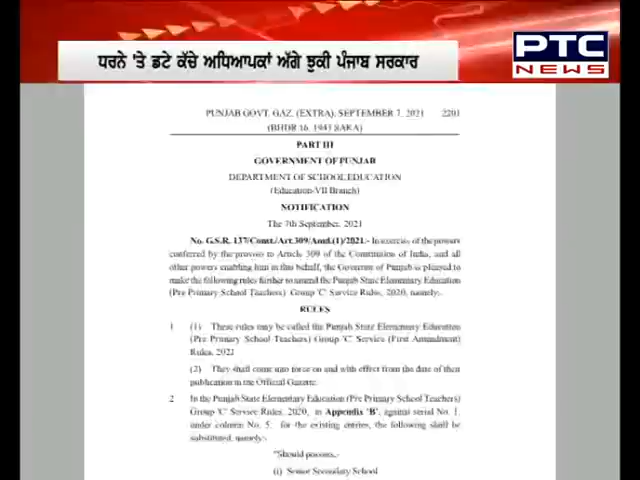 ਧਰਨੇ 'ਤੇ ਡਟੇ ਕੱਚੇ ਅਧਿਆਪਕਾਂ ਅੱਗੇ ਝੁਕੀ ਪੰਜਾਬ ਸਰਕਾਰ
PTC
NEWS
PUNJAB GOVT. GAZ. (EXTRA), SEPTEMBER 7, 2021 2201
(BHDR 16, 1943 SAKA)
PART III
GOVERNMENT OF PUNJAB
DEPARTMENT OF SCHOOL EDUCATION
(Education-VII Branch)
NOTIFICATION
The 7th September, 2021
No. G.S.R. 137/Const./Art.309/Amd.(1)/2021.- In exercise of the powers
conferred by the proviso to Article 309 of the Constitution of India, and all
other powers enabling him in this behalf, the Governor of Punjab is pleased to
make the following rules further to amend the Punjab State Elementary Education
(Pre Primary School Teachers) Group 'C' Service Rules, 2020, namely:-
RULES
1 (1) These rules may be called the Punjab State Elementary Education
(Pre Primary School Teachers) Group 'C' Service (First Amendment)
Rules, 2021
(2) They shall come into force on and with effect from the date of their
publication in the Official Gazette.
2 In the Punjab State Elementary Education (Pre Primary School Teachers)
Group 'C' Service Rules, 2020, in Appendix 'B', against serial No. 1,
under column No. 5, for the existing entries, the following shall be
substituted, namely:-
"Should possess,-
(i) Senior Secondary School